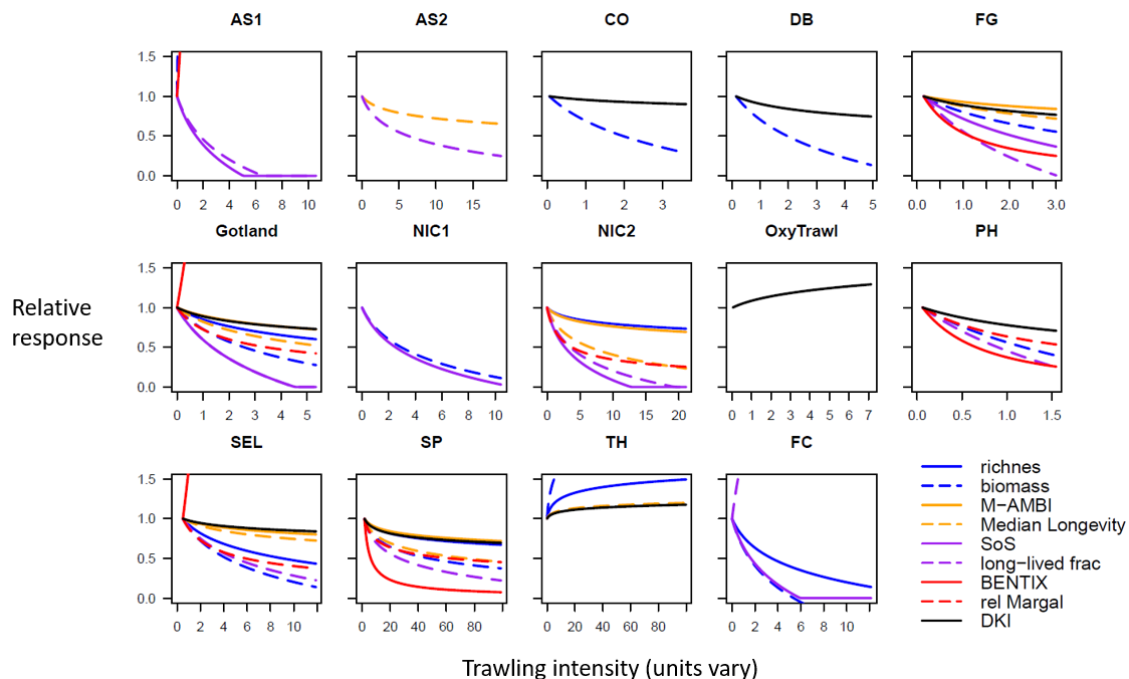 AS1 AS2 CO DB FG
1.5
1.0
0.5
0.0
0 2 4 6 8 10 0 5 10 15 0 1 2 3 0 1 2 3 4 5 0.0 1.0 2.0 3.0
Gotland NIC1 NIC2 OxyTrawl PH
Relative
response
1.5
1.0
0.5
0.0
0 1 2 3 4 5 0 2 4 6 8 10 0 5 10 15 20 0 1 2 3 4 5 6 7 0.0 0.5 1.0 1.5
SEL SP TH FC
1.5
1.0
0.5
0.0
0 2 4 6 8 10 0 20 40 60 80 0 20 40 60 80 0 2 4 6 8 10
richnes
biomass
M-AMBI
Median Longevity
SoS
long-lived frac
BENTIX
rel Margal
DKI
Trawling intensity (units vary)